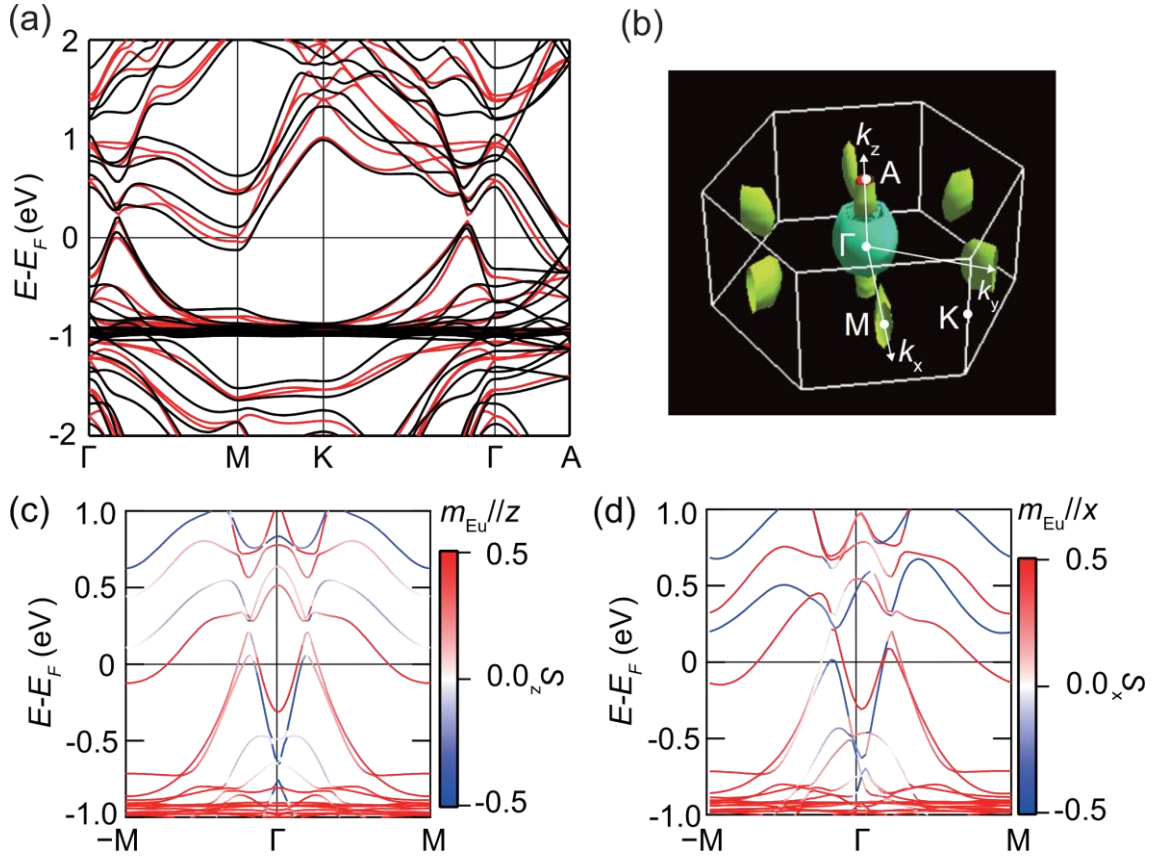 (a)
2
1
0
-1
-2
E-E_F (eV)
Γ M K Γ A
(b)
k_z
A
Γ
k_y
M
K
k_x
(c)
1.0
0.5
0
-0.5
-1.0
E-E_F (eV)
−M Γ M
m_Eu//z
0.5
0.0
-0.5
S_z
(d)
1.0
0.5
0
-0.5
-1.0
E-E_F (eV)
−M Γ M
m_Eu//x
0.5
0.0
-0.5
S_x